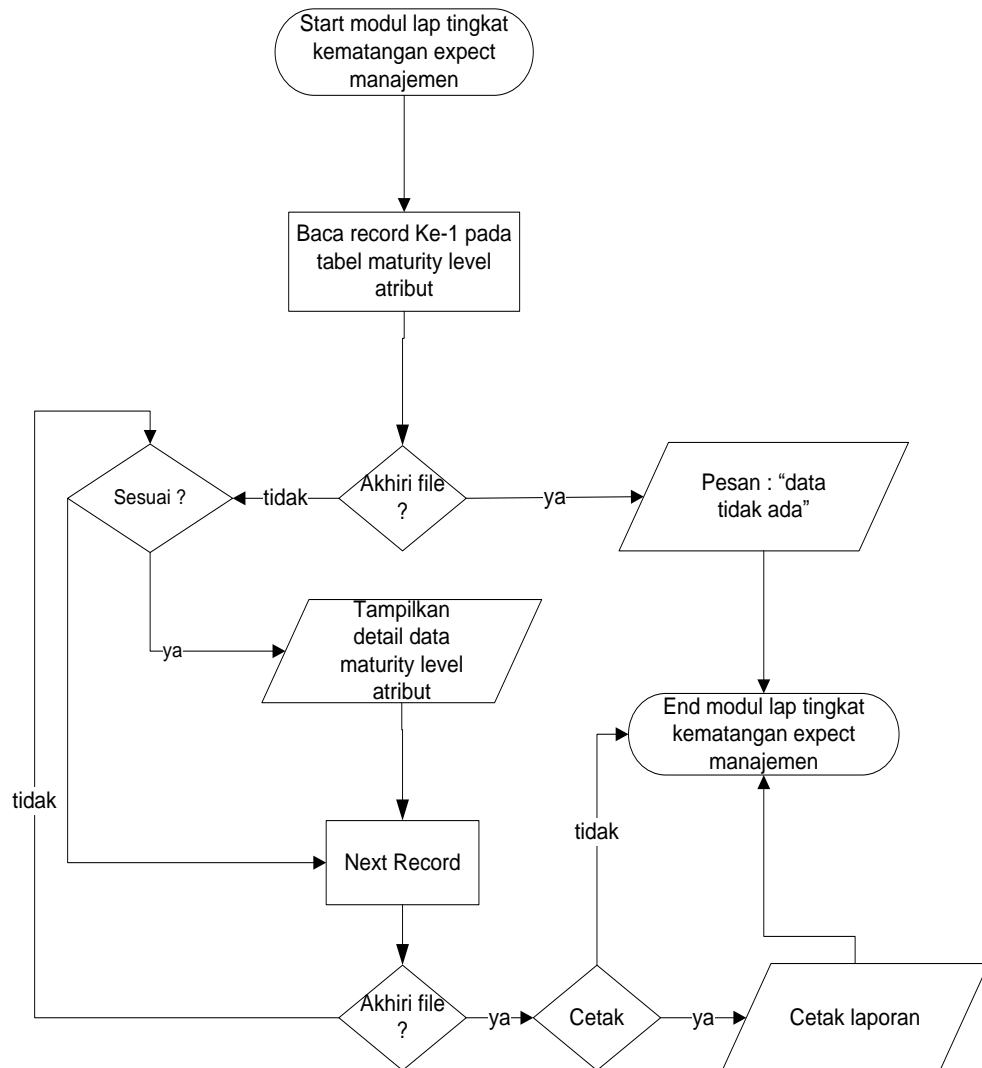 Start modul lap tingkat
kematangan expect
manajemen
Baca record Ke-1 pada
tabel maturity level
atribut
Sesuai ?
tidak
Akhiri file
?
ya
Pesan : “data
tidak ada”
ya
Tampilkan
detail data
maturity level
atribut
End modul lap tingkat
kematangan expect
manajemen
tidak
tidak
Next Record
Akhiri file
?
ya
Cetak
ya
Cetak laporan